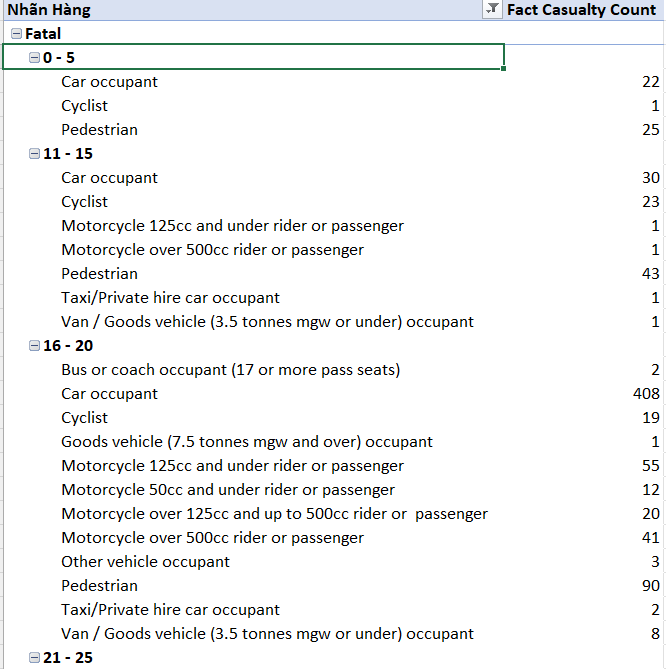 Nhãn Hàng Fact Casualty Count
Fatal
0 - 5
Car occupant 22
Cyclist 1
Pedestrian 25
11 - 15
Car occupant 30
Cyclist 23
Motorcycle 125cc and under rider or passenger 1
Motorcycle over 500cc rider or passenger 1
Pedestrian 43
Taxi/Private hire car occupant 1
Van / Goods vehicle (3.5 tonnes mgw or under) occupant 1
16 - 20
Bus or coach occupant (17 or more pass seats) 2
Car occupant 408
Cyclist 19
Goods vehicle (7.5 tonnes mgw and over) occupant 1
Motorcycle 125cc and under rider or passenger 55
Motorcycle 50cc and under rider or passenger 12
Motorcycle over 125cc and up to 500cc rider or  passenger 20
Motorcycle over 500cc rider or passenger 41
Other vehicle occupant 3
Pedestrian 90
Taxi/Private hire car occupant 2
Van / Goods vehicle (3.5 tonnes mgw or under) occupant 8
21 - 25